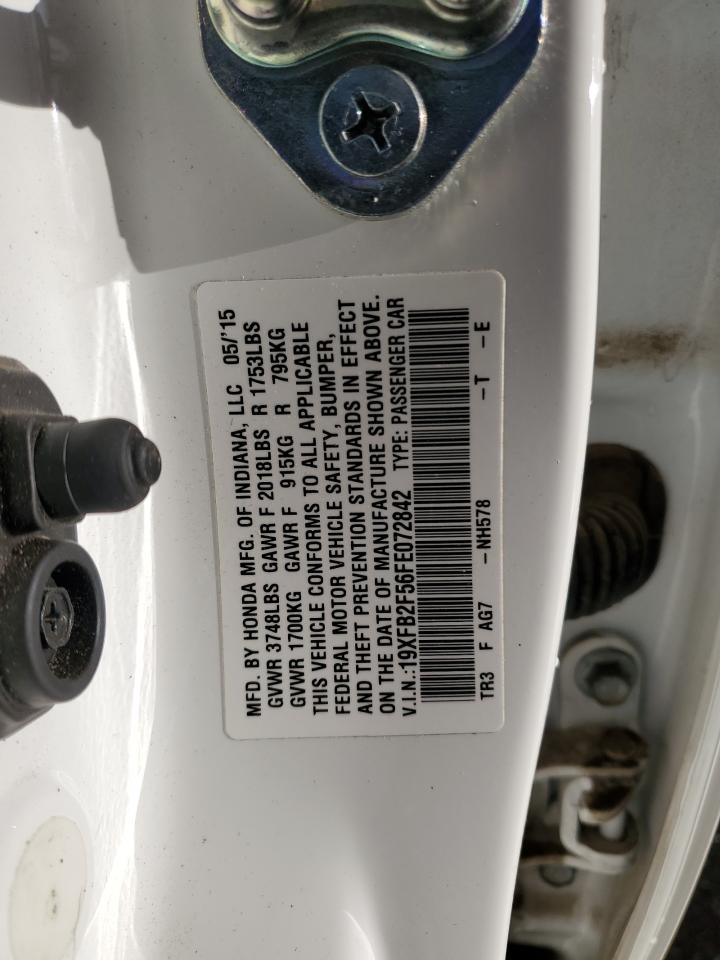 MFD. BY HONDA MFG. OF INDIANA, LLC 05/'15
GVWR 3748LBS GAWR F 2018LBS R 1753LBS
GVWR 1700KG GAWR F 915KG R 795KG
THIS VEHICLE CONFORMS TO ALL APPLICABLE
FEDERAL MOTOR VEHICLE SAFETY, BUMPER,
AND THEFT PREVENTION STANDARDS IN EFFECT
ON THE DATE OF MANUFACTURE SHOWN ABOVE.
V.I.N.:19XFB2F56FE072842 TYPE: PASSENGER CAR
TR3 F AG7 -NH578 -T -E